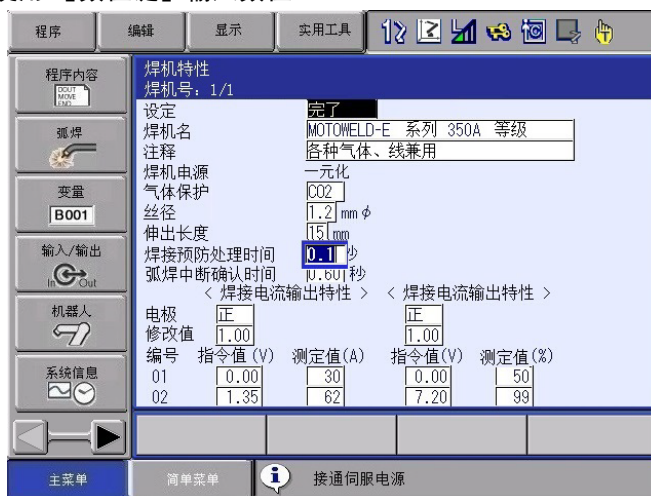 程序 编辑 显示 实用工具
程序内容
DOUT
MOVE
END
弧焊
变量
B001
输入/输出
In Out
机器人
系统信息
焊机特性
焊机号: 1/1
设定 完了
焊机名 MOTOWELD-E 系列 350A 等级
注释 各种气体、线兼用
焊机电源 一元化
气体保护 CO2
丝径 1.2 mmφ
伸出长度 15 mm
焊接预防处理时间 0.1 秒
弧焊中断确认时间 0.60 秒
< 焊接电流输出特性 > < 焊接电流输出特性 >
电极 正 正
修改值 1.00 1.00
编号 指令值(V) 测定值(A) 指令值(V) 测定值(%)
01 0.00 30 0.00 50
02 1.35 62 7.20 99
主菜单 简单菜单 接通伺服电源